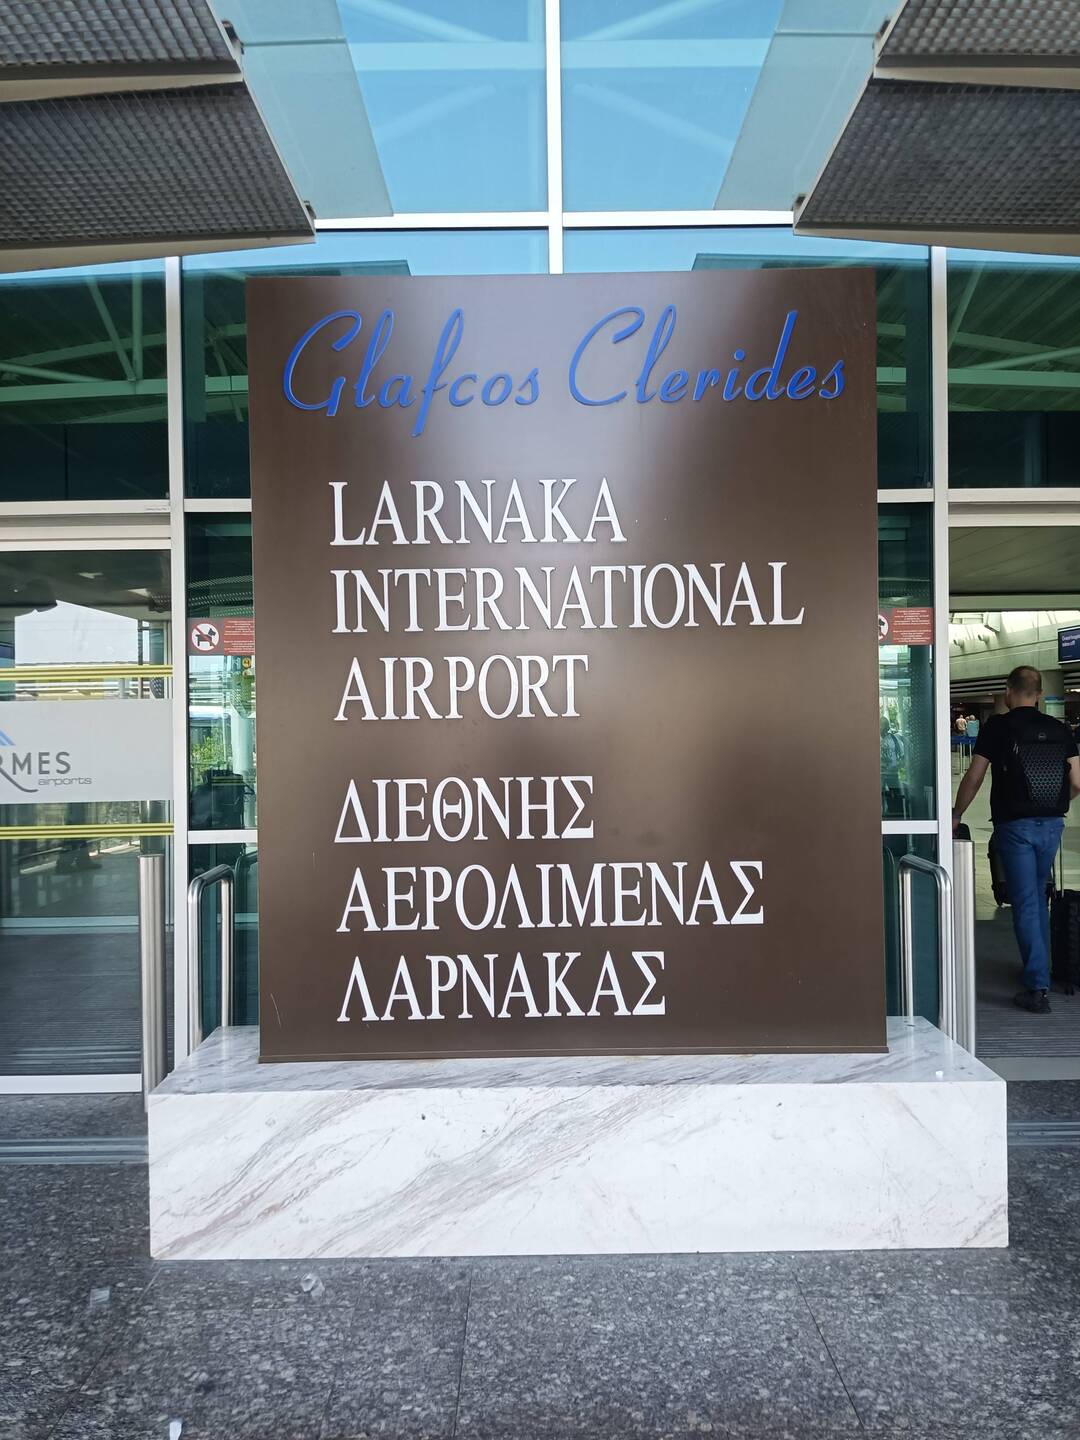 Glafcos Clerides
LARNAKA
INTERNATIONAL
AIRPORT
ΔΙΕΘΝΗΣ
ΑΕΡΟΛΙΜΕΝΑΣ
ΛΑΡΝΑΚΑΣ
RMES
airports